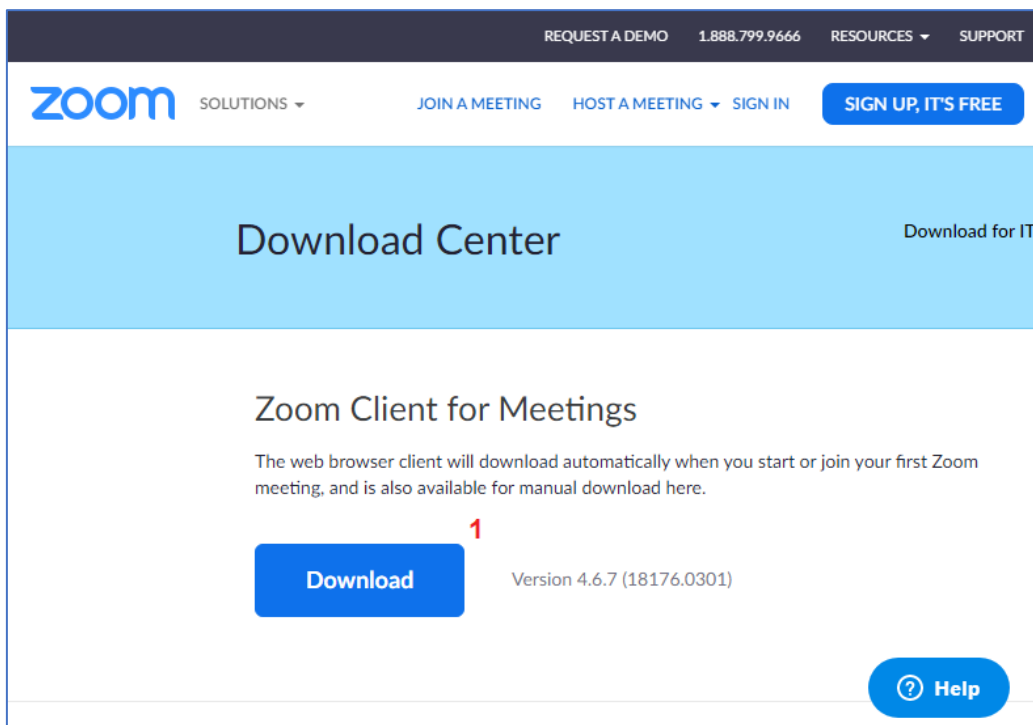 REQUEST A DEMO 1.888.799.9666 RESOURCES SUPPORT
zoom SOLUTIONS JOIN A MEETING HOST A MEETING SIGN IN SIGN UP, IT'S FREE
Download Center Download for IT
Zoom Client for Meetings
The web browser client will download automatically when you start or join your first Zoom
meeting, and is also available for manual download here.
1
Download Version 4.6.7 (18176.0301)
Help